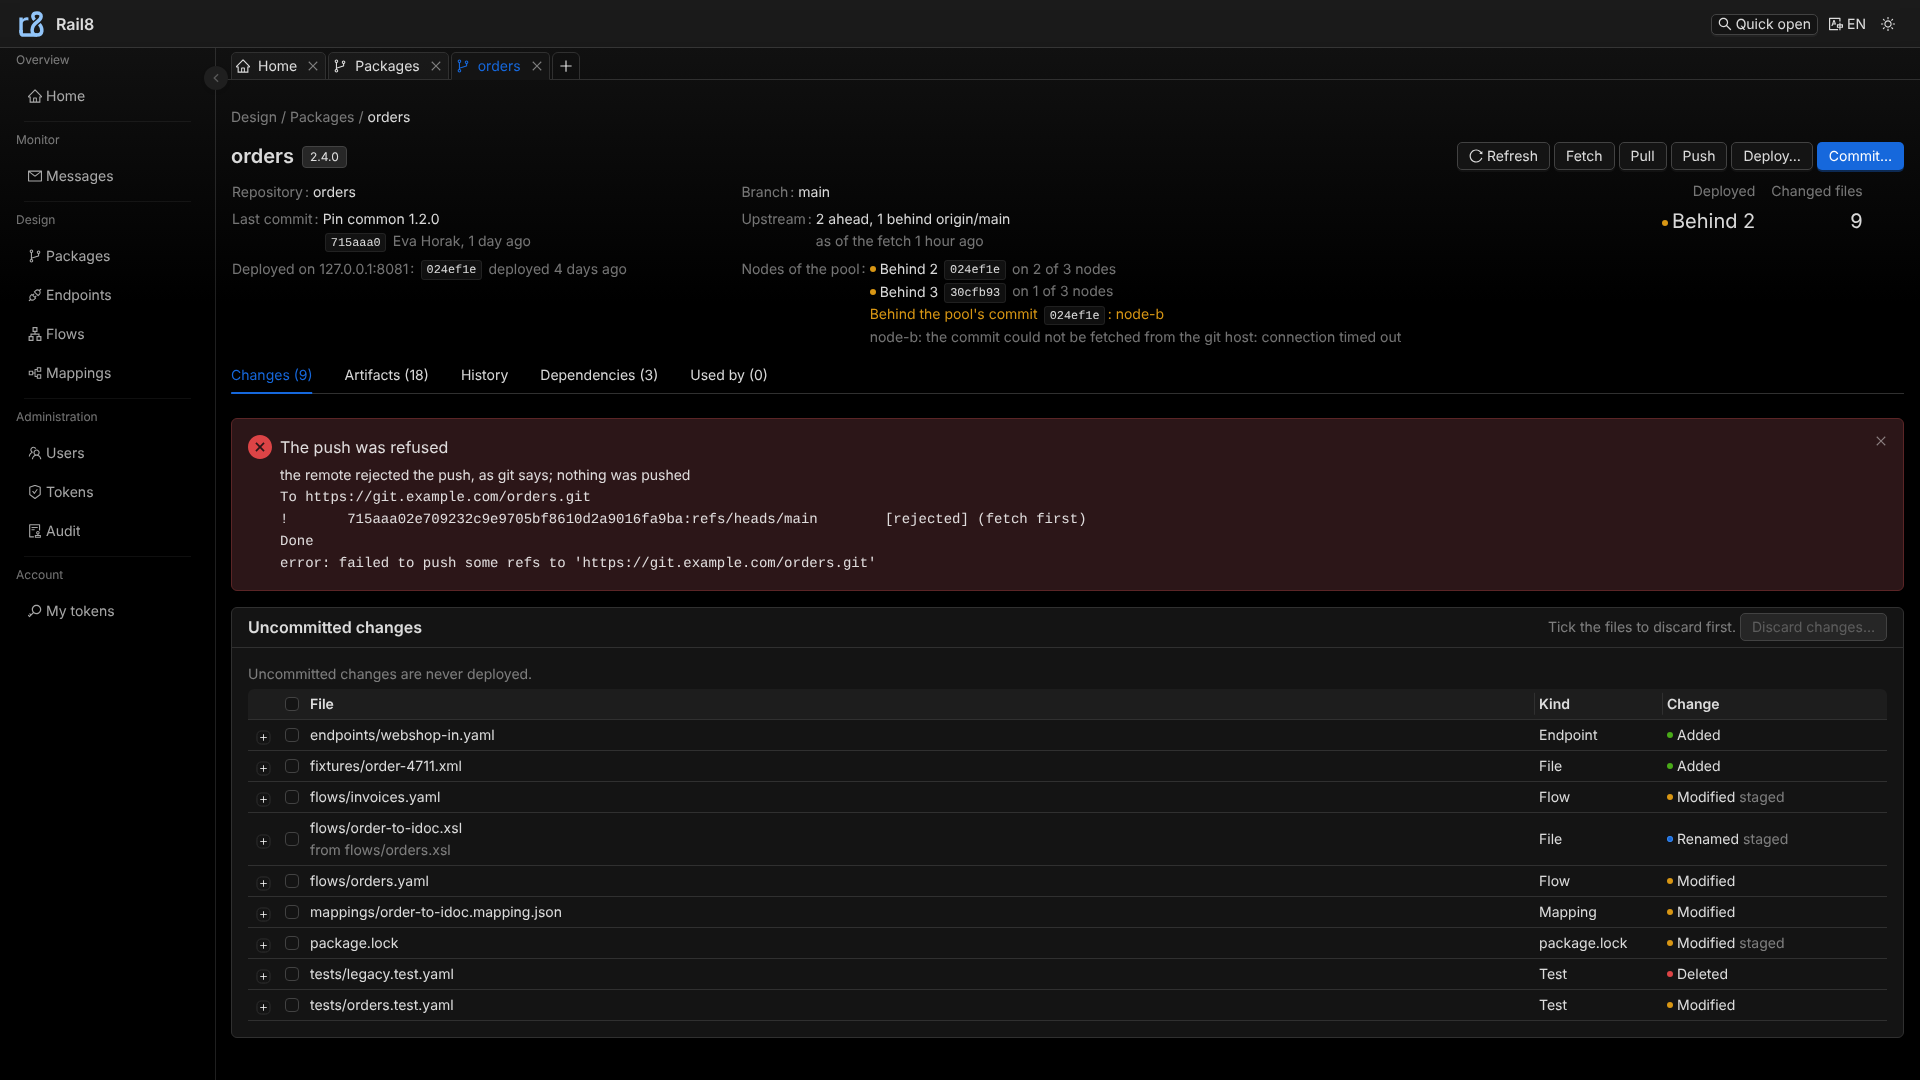 r8 Rail8
Quick open EN
Overview
Home
Monitor
Messages
Design
Packages
Endpoints
Flows
Mappings
Administration
Users
Tokens
Audit
Account
My tokens
Home Packages orders
Design / Packages / orders
orders 2.4.0
Refresh Fetch Pull Push Deploy... Commit...
Repository: orders
Branch: main
Deployed Changed files
Behind 2 9
Last commit: Pin common 1.2.0
715aaa0 Eva Horak, 1 day ago
Upstream: 2 ahead, 1 behind origin/main
as of the fetch 1 hour ago
Deployed on 127.0.0.1:8081: 024ef1e deployed 4 days ago
Nodes of the pool: Behind 2 024ef1e on 2 of 3 nodes
Behind 3 30cfb93 on 1 of 3 nodes
Behind the pool's commit 024ef1e : node-b
node-b: the commit could not be fetched from the git host: connection timed out
Changes (9) Artifacts (18) History Dependencies (3) Used by (0)
The push was refused
the remote rejected the push, as git says; nothing was pushed
To https://git.example.com/orders.git
! 715aaa02e709232c9e9705bf8610d2a9016fa9ba:refs/heads/main [rejected] (fetch first)
Done
error: failed to push some refs to 'https://git.example.com/orders.git'
Uncommitted changes
Tick the files to discard first. Discard changes...
Uncommitted changes are never deployed.
File Kind Change
endpoints/webshop-in.yaml Endpoint Added
fixtures/order-4711.xml File Added
flows/invoices.yaml Flow Modified staged
flows/order-to-idoc.xsl File Renamed staged
from flows/orders.xsl
flows/orders.yaml Flow Modified
mappings/order-to-idoc.mapping.json Mapping Modified
package.lock package.lock Modified staged
tests/legacy.test.yaml Test Deleted
tests/orders.test.yaml Test Modified